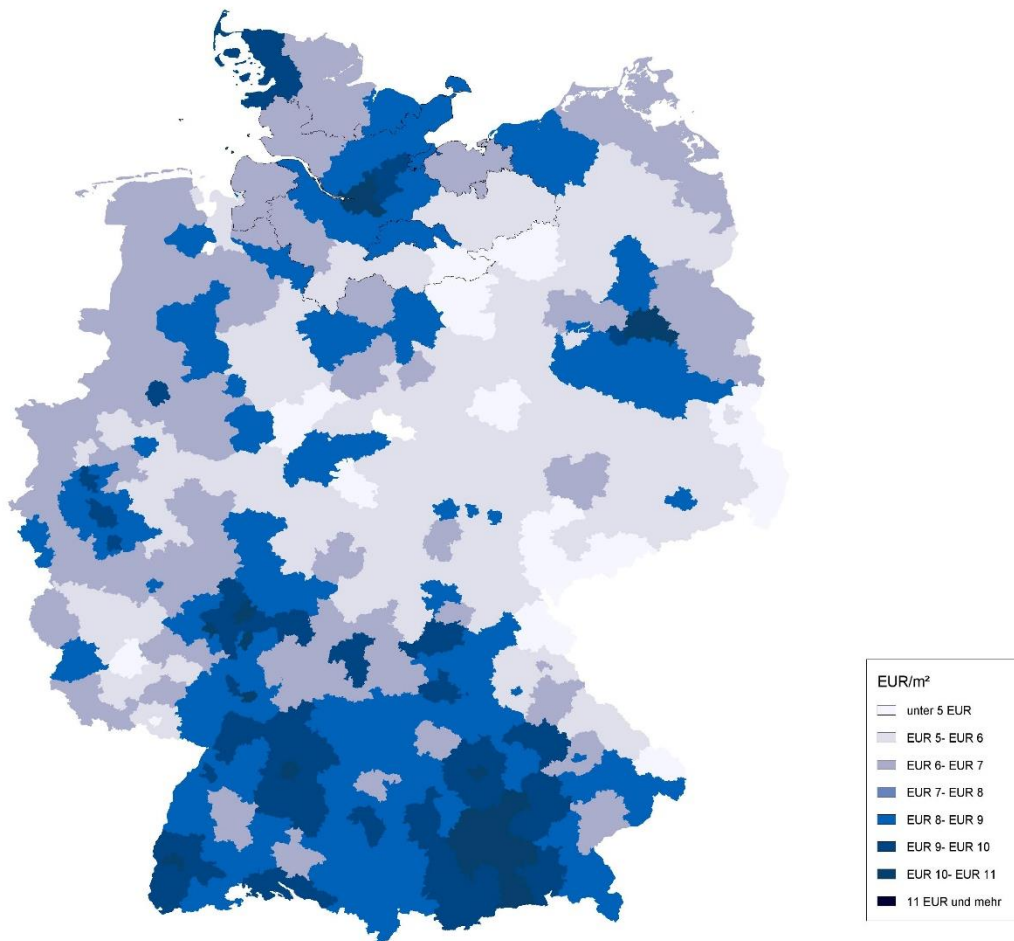 EUR/m²
unter 5 EUR
EUR 5- EUR 6
EUR 6- EUR 7
EUR 7- EUR 8
EUR 8- EUR 9
EUR 9- EUR 10
EUR 10- EUR 11
11 EUR und mehr